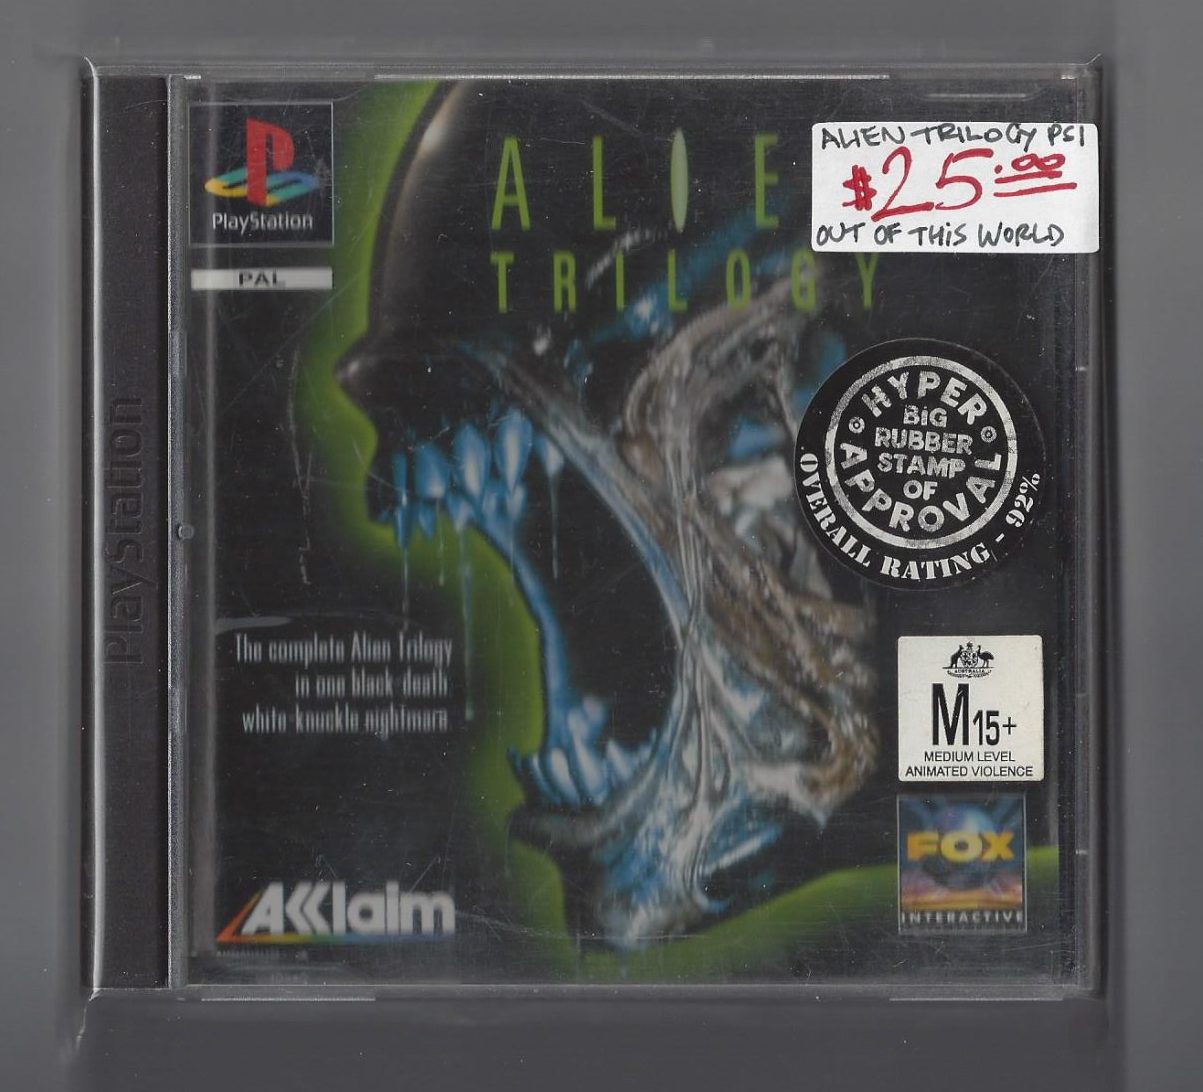 PlayStation
PAL
ALIE
TRILOGY
ALIEN TRILOGY PS1
$25.00
OUT OF THIS WORLD
HYPER
BIG
RUBBER
STAMP
OF
APPROVAL
OVERALL RATING - 92%
PlayStation
The complete Alien Trilogy
in one black death
white-knuckle nightmare
AUSTRALIA
M15+
MEDIUM LEVEL
ANIMATED VIOLENCE
FOX
INTERACTIVE
AKKlaim